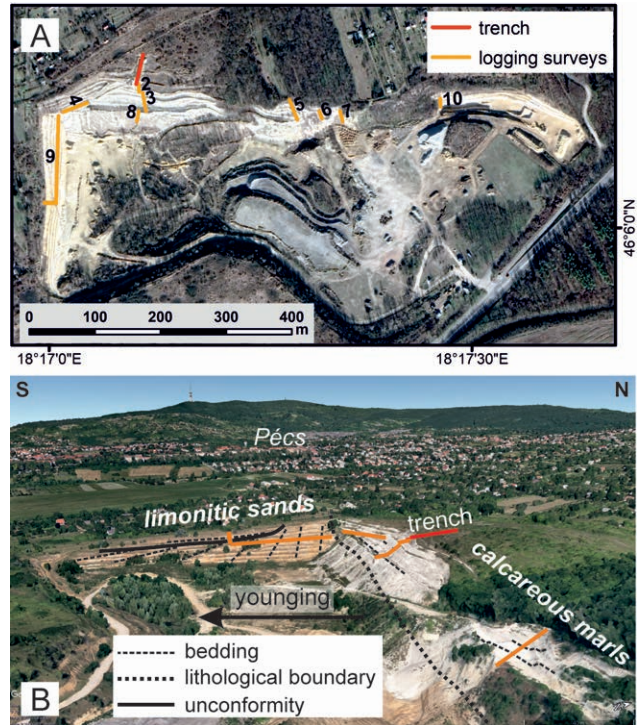 A
trench
logging surveys
2
3
4
8
5
6
7
10
9
0 100 200 300 400
m
46°6'0"N
18°17'0"E
18°17'30"E
S
N
Pécs
limonitic sands
trench
calcareous marls
younging
bedding
lithological boundary
unconformity
B